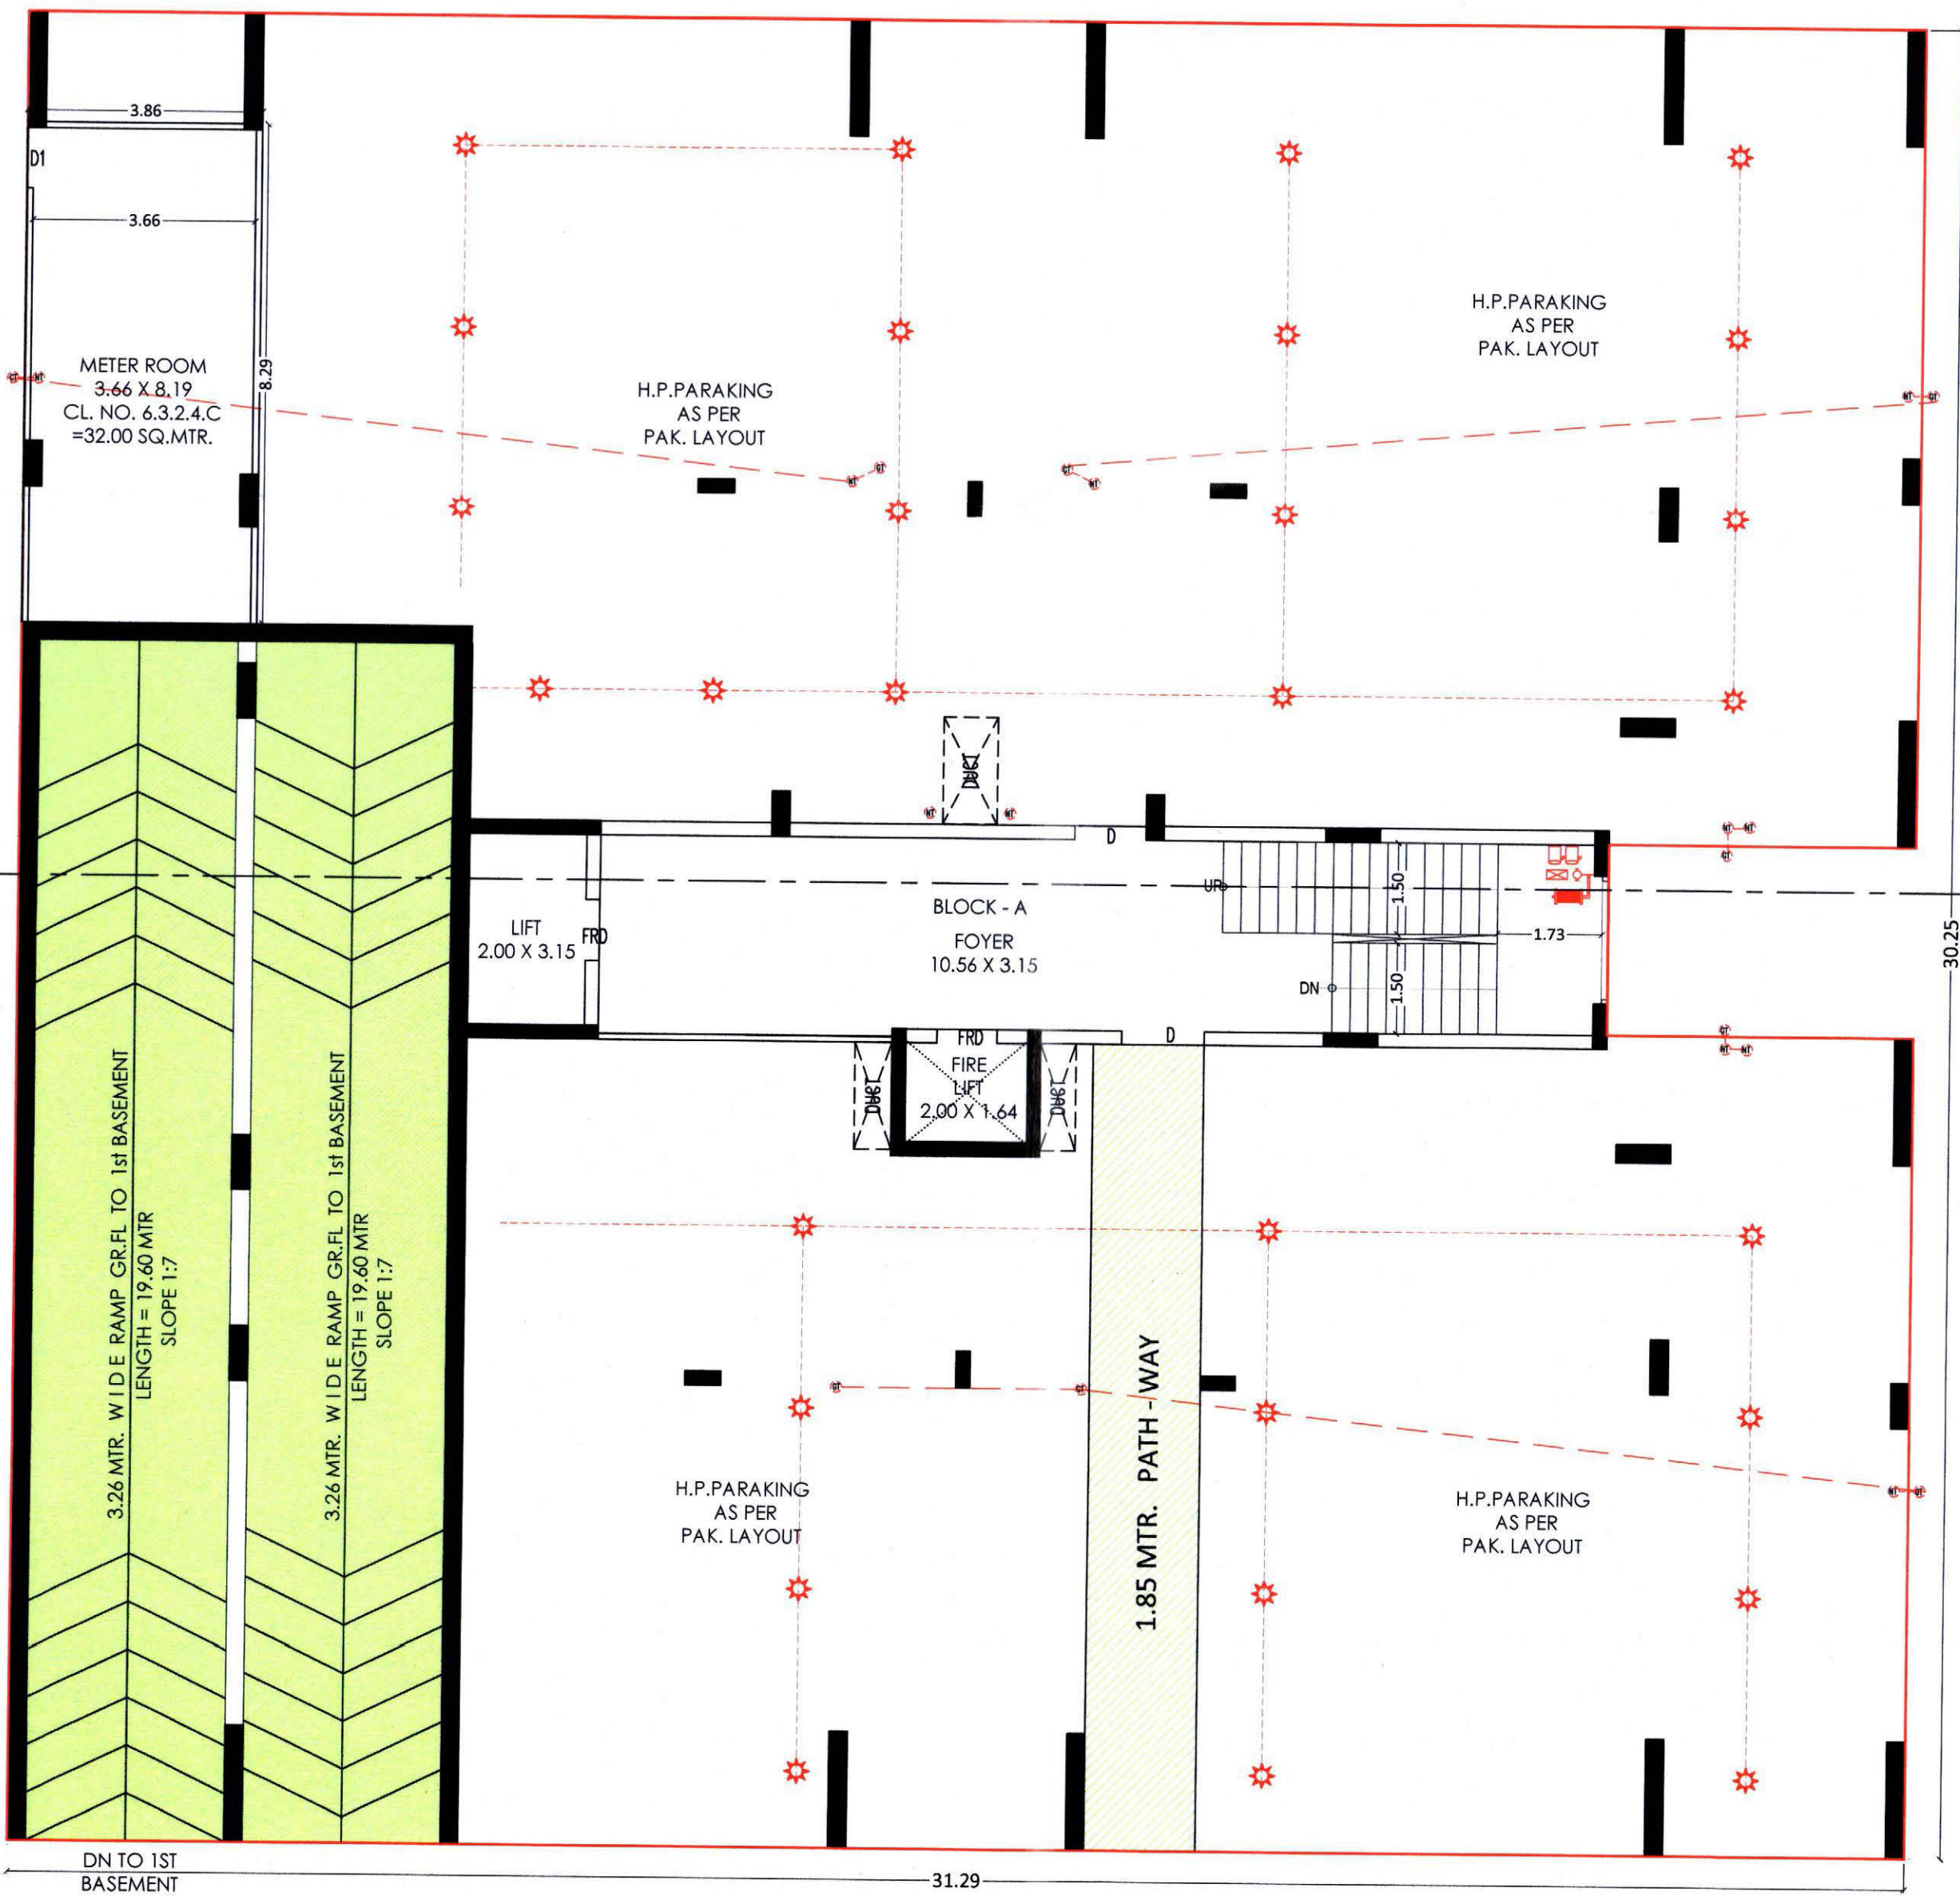 3.86
D1
3.66
METER ROOM
3.66 X 8.19
CL. NO. 6.3.2.4.C
=32.00 SQ.MTR.
8.29
H.P.PARAKING
AS PER
PAK. LAYOUT
H.P.PARAKING
AS PER
PAK. LAYOUT
DUCT
D
LIFT
2.00 X 3.15
FRD
BLOCK - A
FOYER
10.56 X 3.15
UP
DN
1.50
1.50
1.73
30.25
FRD
FIRE
LIFT
2.00 X 1.64
DUCT
DUCT
D
3.26 MTR. WIDE RAMP GR.FL TO 1st BASEMENT
LENGTH = 19.60 MTR
SLOPE 1:7
3.26 MTR. WIDE RAMP GR.FL TO 1st BASEMENT
LENGTH = 19.60 MTR
SLOPE 1:7
H.P.PARAKING
AS PER
PAK. LAYOUT
1.85 MTR. PATH-WAY
H.P.PARAKING
AS PER
PAK. LAYOUT
DN TO 1ST
BASEMENT
31.29